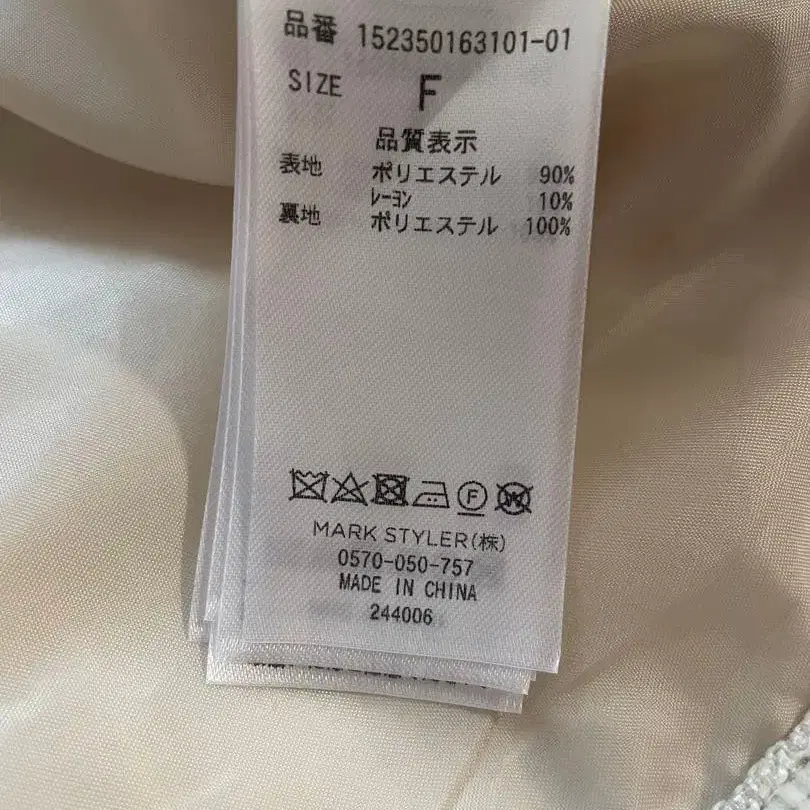 品番 152350163101-01
SIZE F
品質表示
表地 ポリエステル 90%
レーヨン 10%
裏地 ポリエステル 100%
MARK STYLER(株)
0570-050-757
MADE IN CHINA
244006